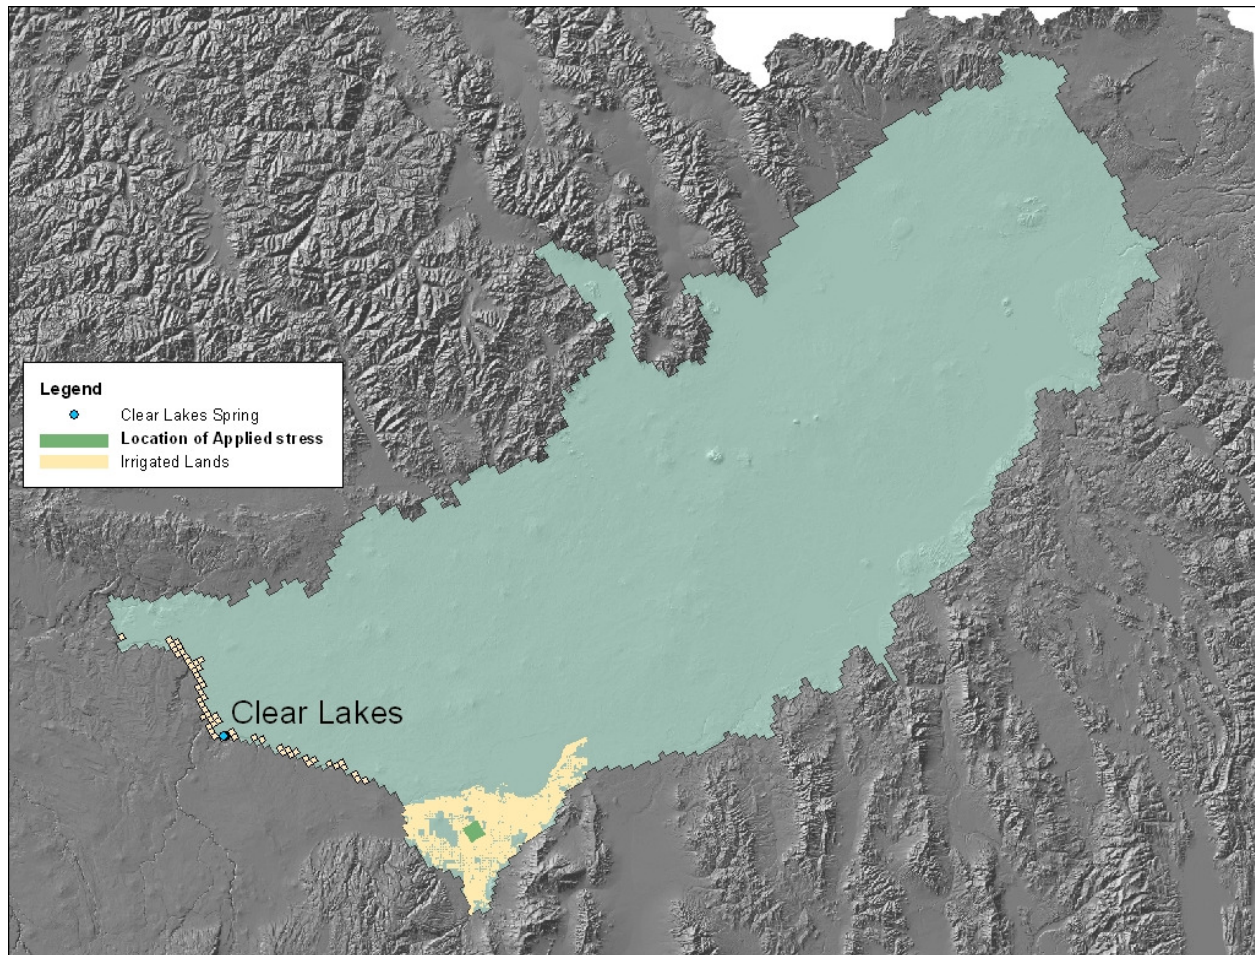 Legend
Clear Lakes Spring
Location of Applied stress
Irrigated Lands
Clear Lakes